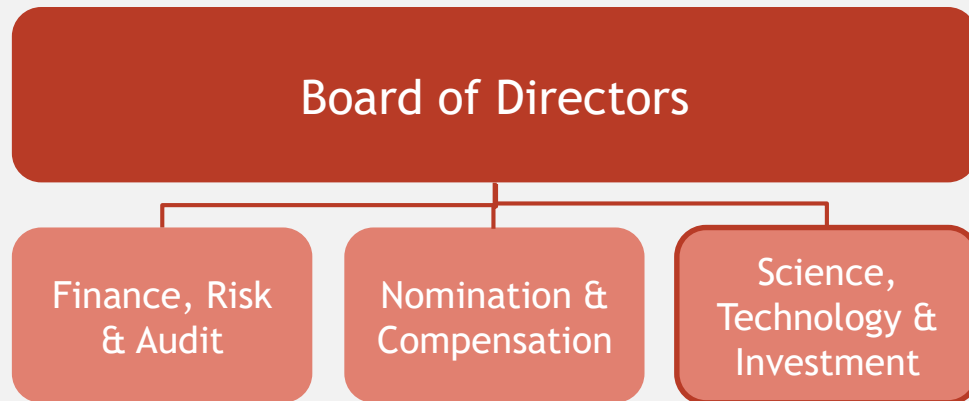 Board of Directors
Finance, Risk
& Audit
Nomination &
Compensation
Science,
Technology &
Investment